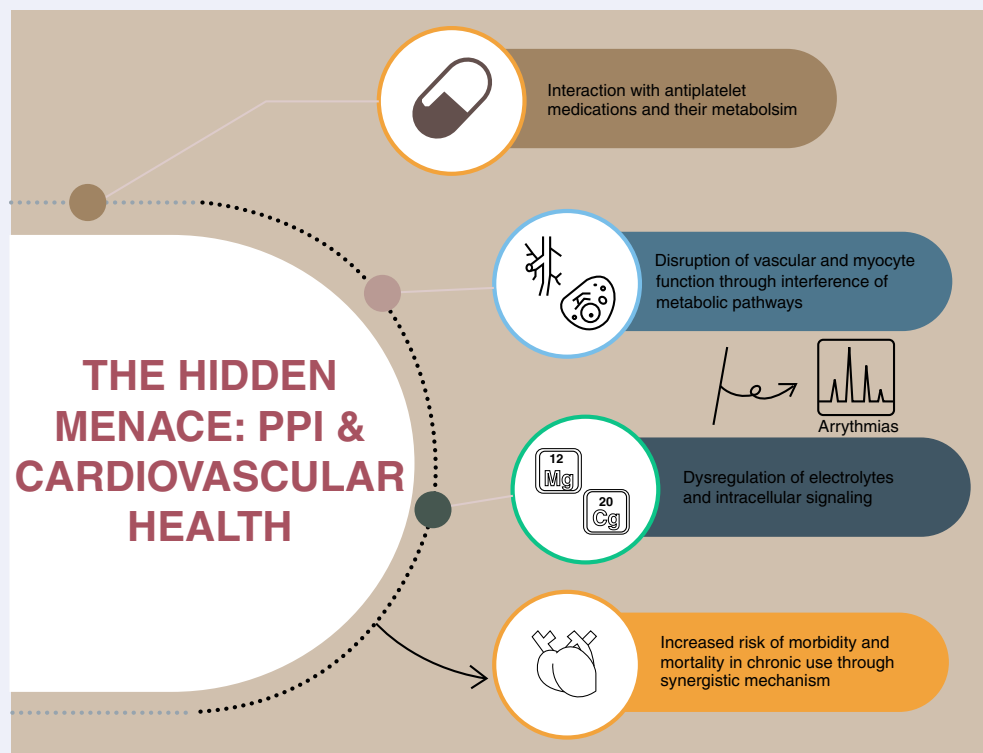 Interaction with antiplatelet
medications and their metabolsim
Disruption of vascular and myocyte
function through interference of
metabolic pathways
THE HIDDEN
MENACE: PPI &
CARDIOVASCULAR
HEALTH
Arrythmias
12
Mg
20
Cg
Dysregulation of electrolytes
and intracellular signaling
Increased risk of morbidity and
mortality in chronic use through
synergistic mechanism